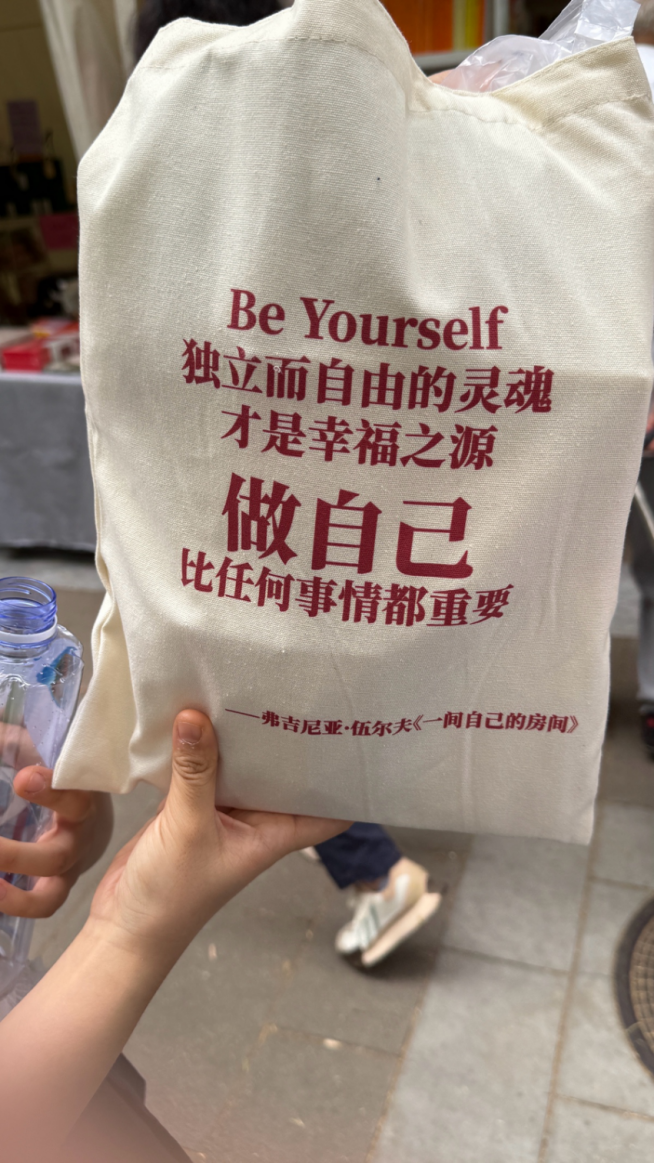 Be Yourself
独立而自由的灵魂
才是幸福之源
做自己
比任何事情都重要
——弗吉尼亚·伍尔夫《一间自己的房间》